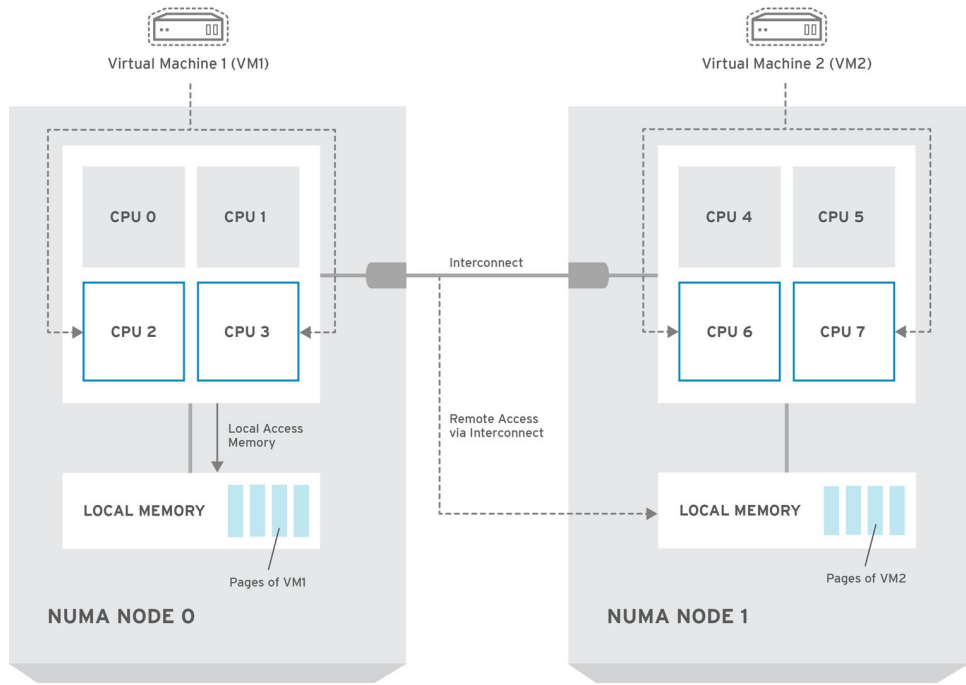 Virtual Machine 1 (VM1)
Virtual Machine 2 (VM2)
CPU 0
CPU 1
CPU 2
CPU 3
Local Access
Memory
LOCAL MEMORY
Pages of VM1
NUMA NODE 0
Interconnect
Remote Access
via Interconnect
CPU 4
CPU 5
CPU 6
CPU 7
LOCAL MEMORY
Pages of VM2
NUMA NODE 1